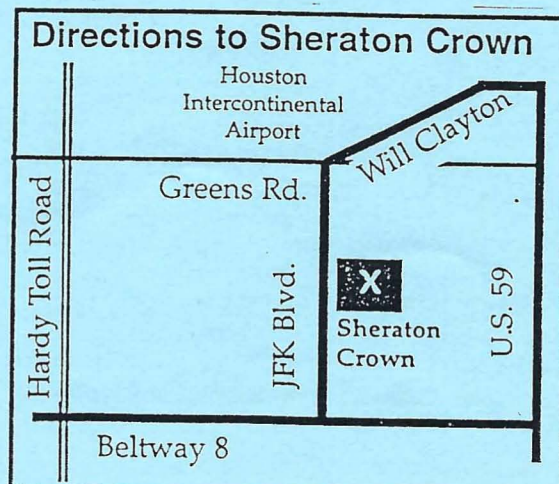 Directions to Sheraton Crown
Houston
Intercontinental
Airport
Will Clayton
Greens Rd.
Hardy Toll Road
JFK Blvd.
X
Sheraton
Crown
U.S. 59
Beltway 8